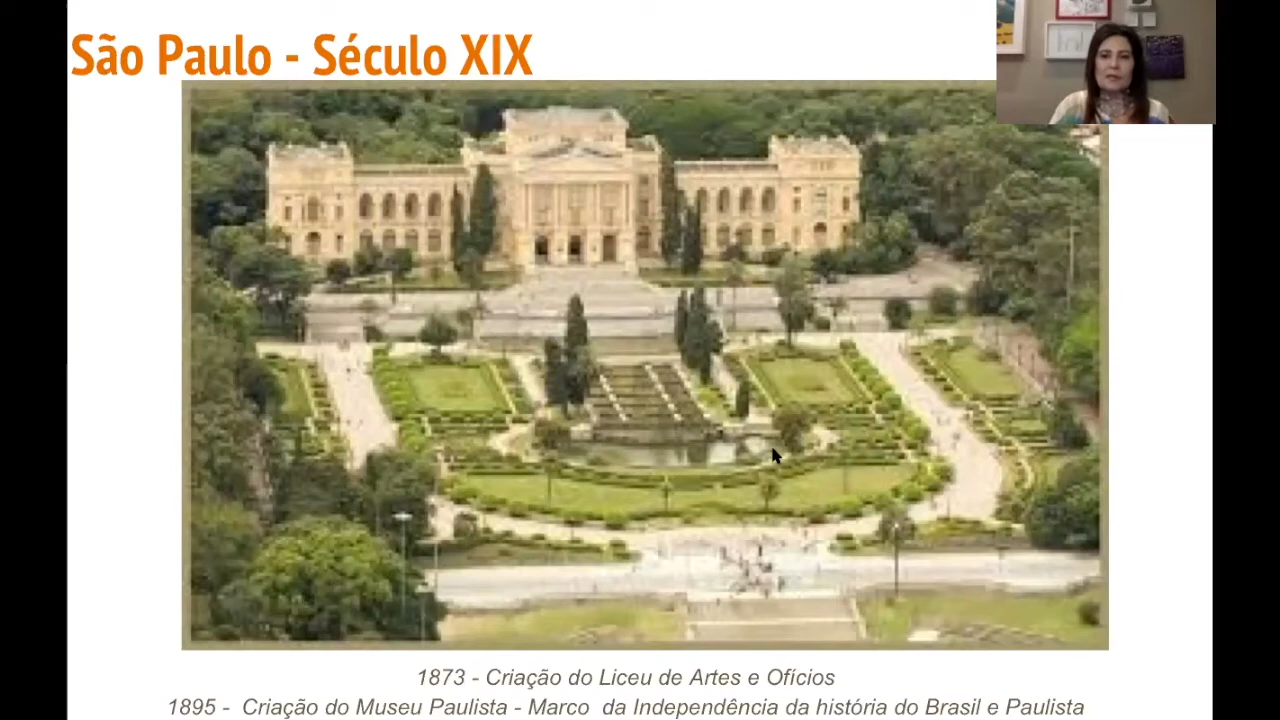 São Paulo - Século XIX
1873 - Criação do Liceu de Artes e Ofícios
1895 - Criação do Museu Paulista - Marco da Independência da história do Brasil e Paulista